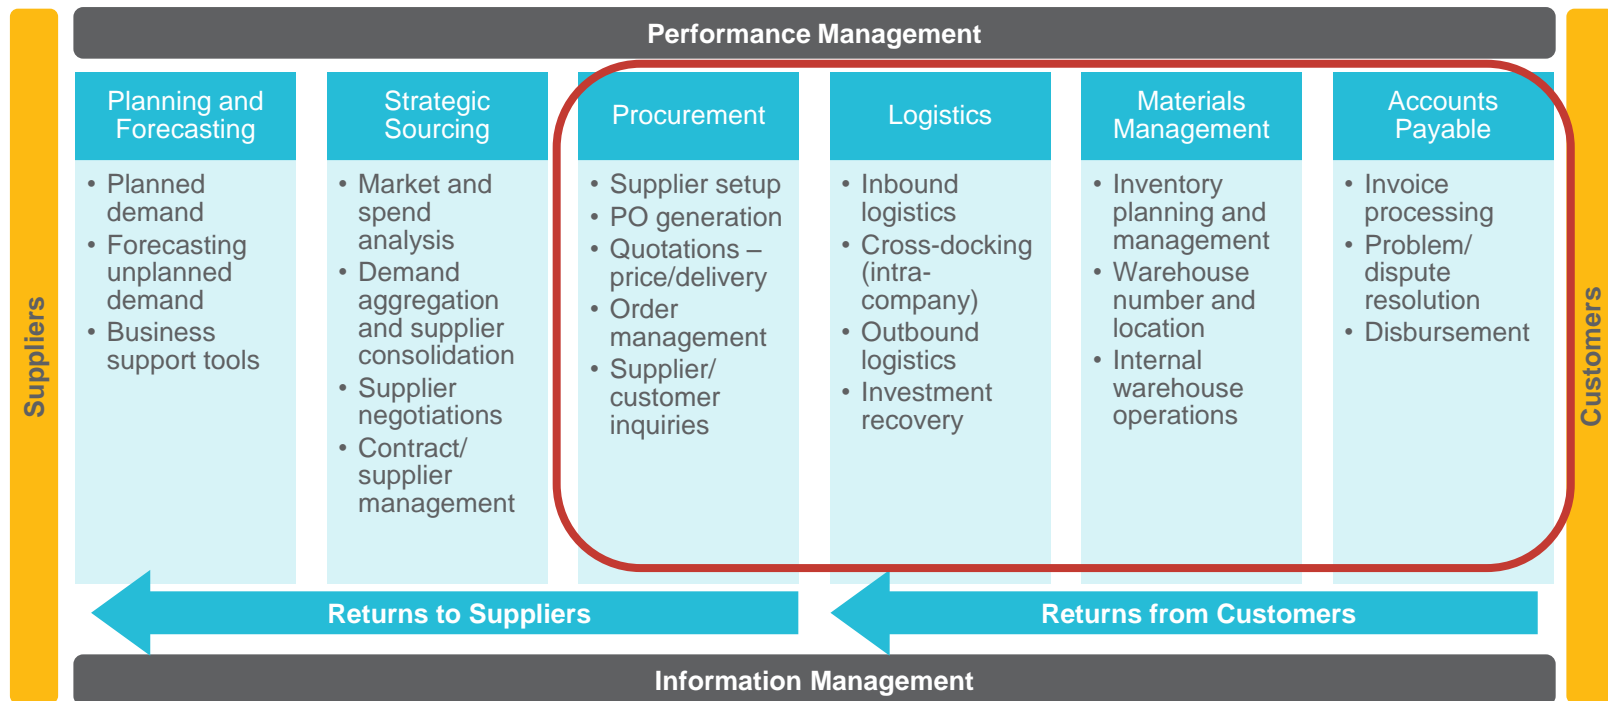 Performance Management
Suppliers
Planning and
Forecasting
• Planned
demand
• Forecasting
unplanned
demand
• Business
support tools
Strategic
Sourcing
• Market and
spend
analysis
• Demand
aggregation
and supplier
consolidation
• Supplier
negotiations
• Contract/
supplier
management
Procurement
• Supplier setup
• PO generation
• Quotations –
price/delivery
• Order
management
• Supplier/
customer
inquiries
Logistics
• Inbound
logistics
• Cross-docking
(intra-
company)
• Outbound
logistics
• Investment
recovery
Materials
Management
• Inventory
planning and
management
• Warehouse
number and
location
• Internal
warehouse
operations
Accounts
Payable
• Invoice
processing
• Problem/
dispute
resolution
• Disbursement
Customers
Returns to Suppliers
Returns from Customers
Information Management